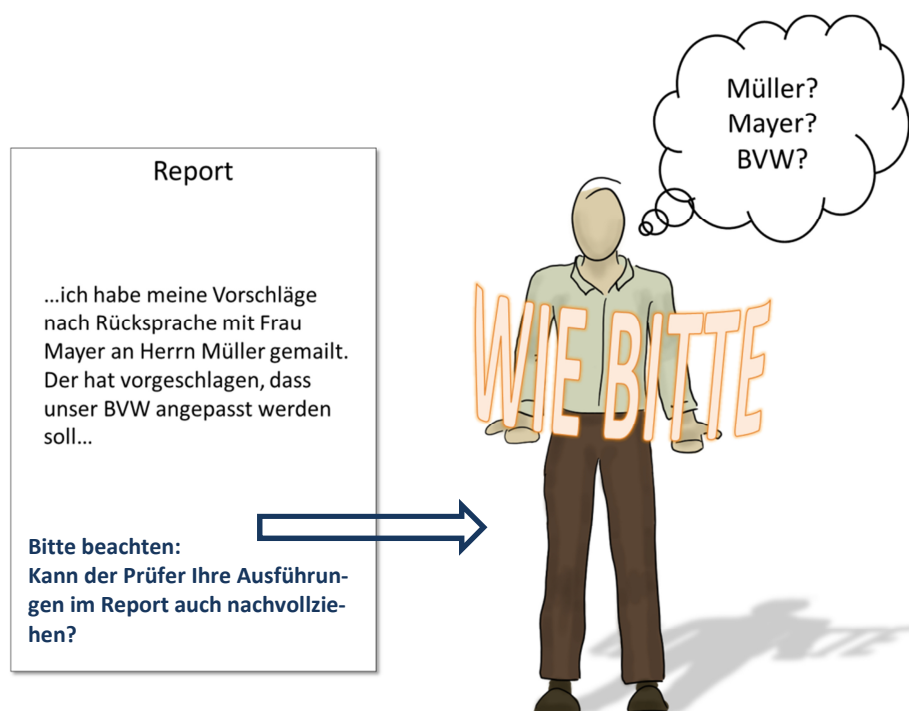 Report
...ich habe meine Vorschläge
nach Rücksprache mit Frau
Mayer an Herrn Müller gemailt.
Der hat vorgeschlagen, dass
unser BVW angepasst werden
soll...
Bitte beachten:
Kann der Prüfer Ihre Ausführun-
gen im Report auch nachvollzie-
hen?
Müller?
Mayer?
BVW?
WIE BITTE